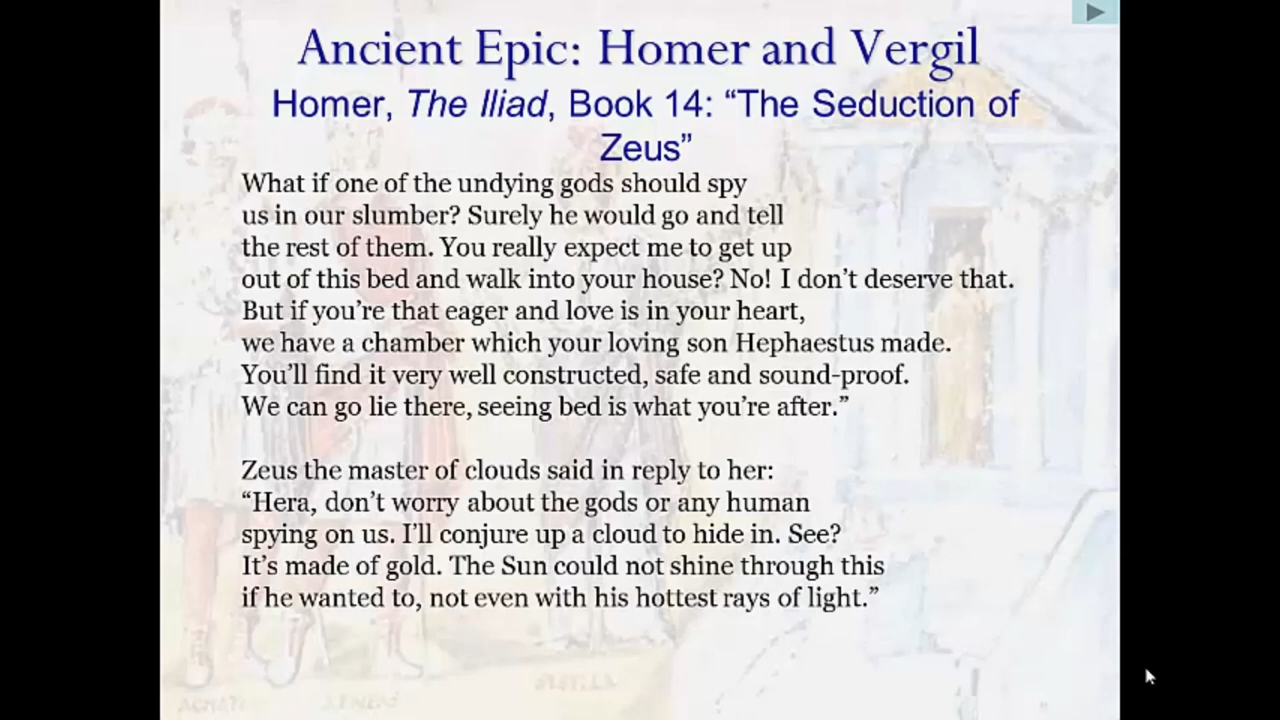 Ancient Epic: Homer and Vergil
Homer, The Iliad, Book 14: “The Seduction of
Zeus”
What if one of the undying gods should spy
us in our slumber? Surely he would go and tell
the rest of them. You really expect me to get up
out of this bed and walk into your house? No! I don’t deserve that.
But if you’re that eager and love is in your heart,
we have a chamber which your loving son Hephaestus made.
You’ll find it very well constructed, safe and sound-proof.
We can go lie there, seeing bed is what you’re after.”
Zeus the master of clouds said in reply to her:
“Hera, don’t worry about the gods or any human
spying on us. I’ll conjure up a cloud to hide in. See?
It’s made of gold. The Sun could not shine through this
if he wanted to, not even with his hottest rays of light.”